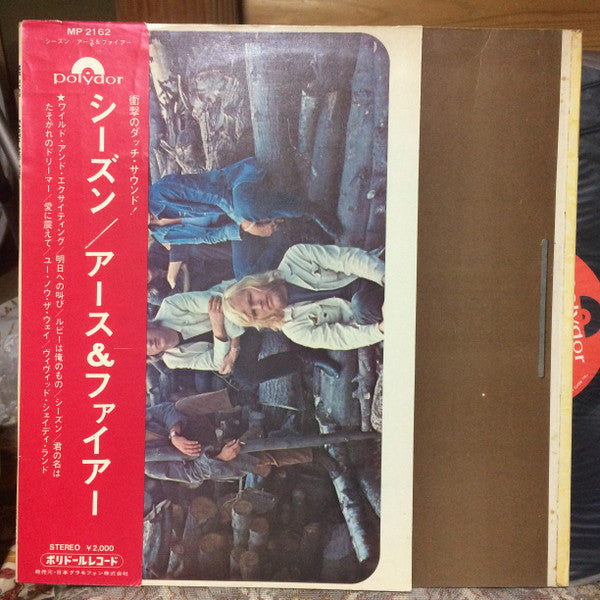 MP 2162
シーズン/アース&ファイアー
polydor
衝撃のダッチ・サウンド!
シーズン/アース&ファイアー
★ワイルド・アンド・エクサイティング/明日への叫び/ルビーは俺のもの/シーズン/君の名は
たそがれのドリーマー/愛に震えて/ユー・ノウ・ザ・ウェイ/ヴィヴィッド・シェイディ・ランド
STEREO ¥2,000
ポリドールレコード
発売元・日本グラモフォン株式会社
polydor